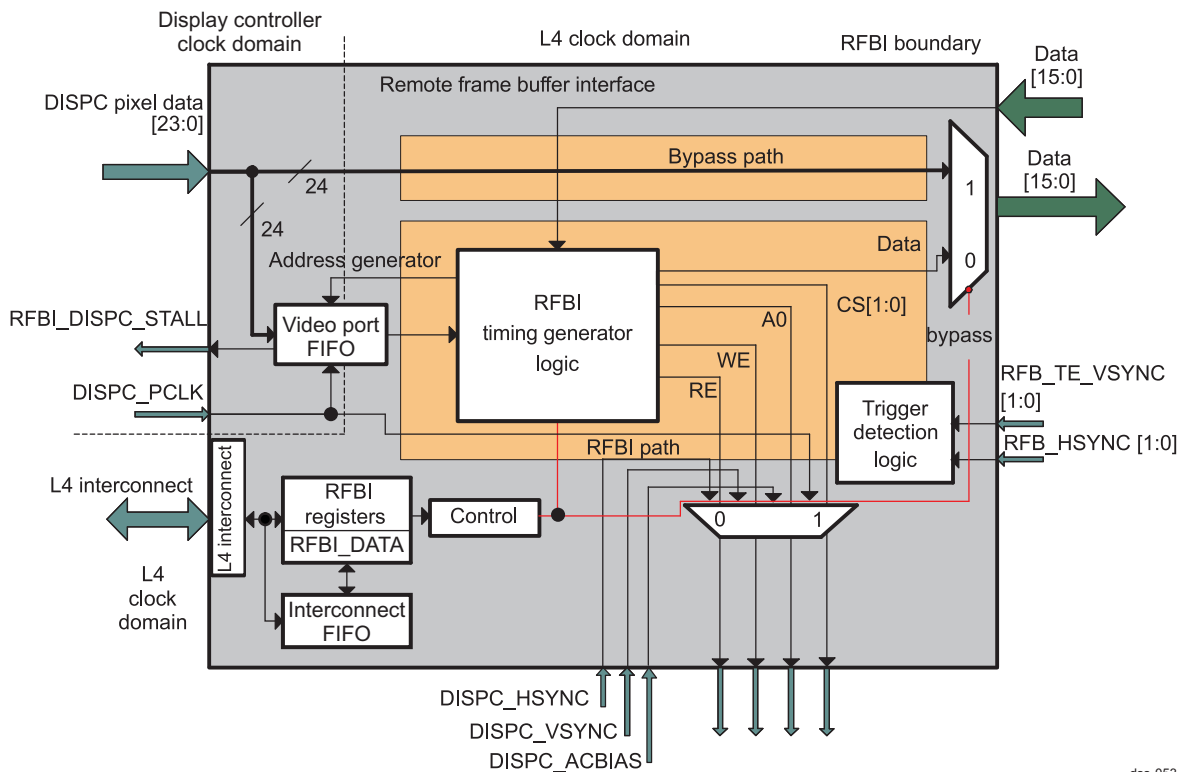 Display controller
clock domain
L4 clock domain
RFBI boundary
Data
[15:0]
Remote frame buffer interface
DISPC pixel data
[23:0]
Bypass path
24
24
1
Data
[15:0]
Data
0
Address generator
RFBI
timing generator
logic
CS[1:0]
A0
bypass
RFBI_DISPC_STALL
Video port
FIFO
WE
RE
DISPC_PCLK
RFB_TE_VSYNC
[1:0]
Trigger
detection
logic
RFB_HSYNC [1:0]
RFBI path
L4 interconnect
L4 interconnect
RFBI
registers
RFBI_DATA
Control
0
1
L4
clock
domain
Interconnect
FIFO
DISPC_HSYNC
DISPC_VSYNC
DISPC_ACBIAS